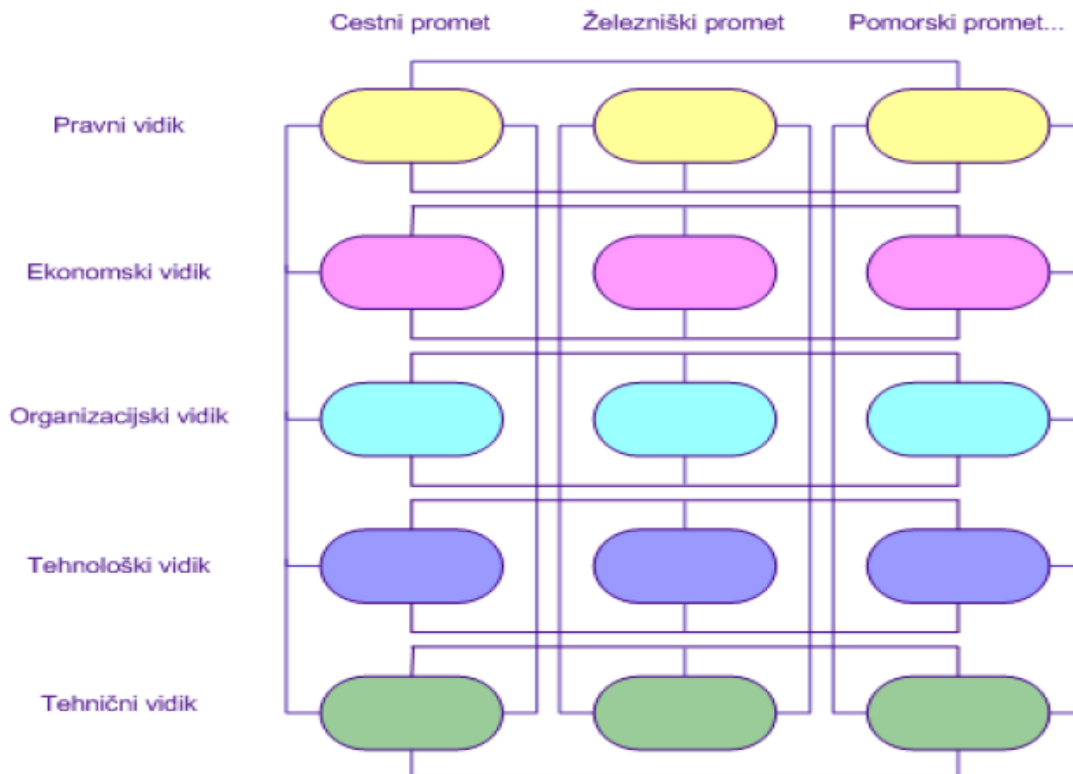 Cestni promet
Železniški promet
Pomorski promet...
Pravni vidik
Ekonomski vidik
Organizacijski vidik
Tehnološki vidik
Tehnični vidik